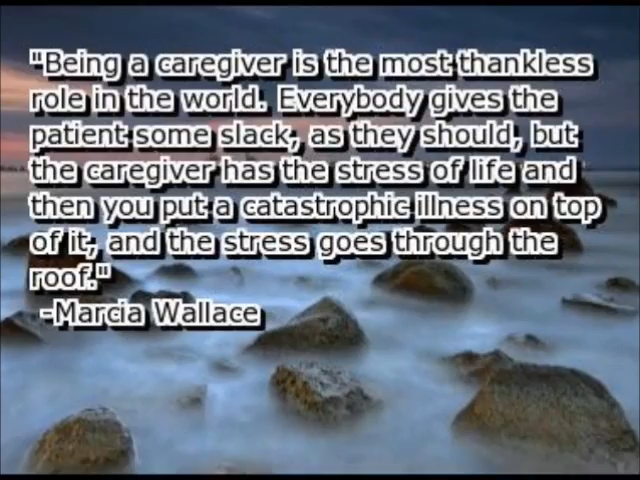 "Being a caregiver is the most thankless
role in the world. Everybody gives the
patient some slack, as they should, but
the caregiver has the stress of life and
then you put a catastrophic illness on top
of it, and the stress goes through the
roof."
-Marcia Wallace